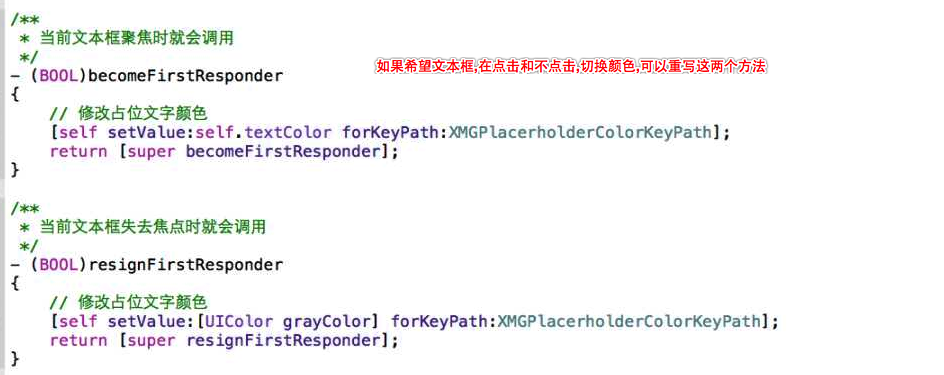 /**
 * 当前文本框聚焦时就会调用
 */
如果希望文本框,在点击和不点击,切换颜色,可以重写这两个方法
- (BOOL)becomeFirstResponder
{
    // 修改占位文字颜色
    [self setValue:self.textColor forKeyPath:XMGPlacerholderColorKeyPath];
    return [super becomeFirstResponder];
}
/**
 * 当前文本框失去焦点时就会调用
 */
- (BOOL)resignFirstResponder
{
    // 修改占位文字颜色
    [self setValue:[UIColor grayColor] forKeyPath:XMGPlacerholderColorKeyPath];
    return [super resignFirstResponder];
}